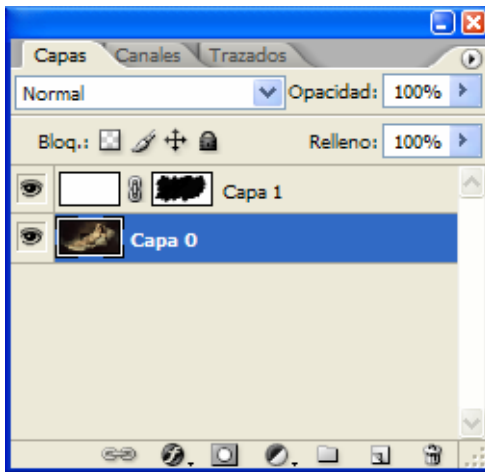 Capas Canales Trazados
Normal Opacidad: 100%
Bloq.: Relleno: 100%
Capa 1
Capa 0